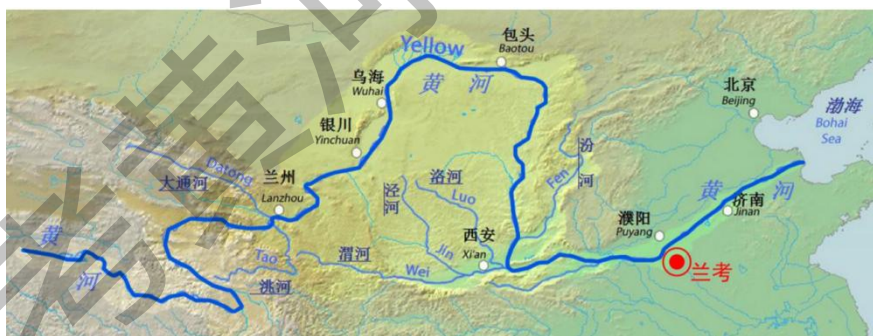 包头
Baotou
Yellow
黄河
乌海
Wuhai
北京
Beijing
渤海
Bohai
Sea
银川
Yinchuan
汾河
Fen
Datong
大通河
兰州
Lanzhou
泾河
洛河
Luo
黄河
济南
Jinan
濮阳
Puyang
西安
Xi'an
Jin
黄河
Tao
渭河
Wei
洮河
兰考